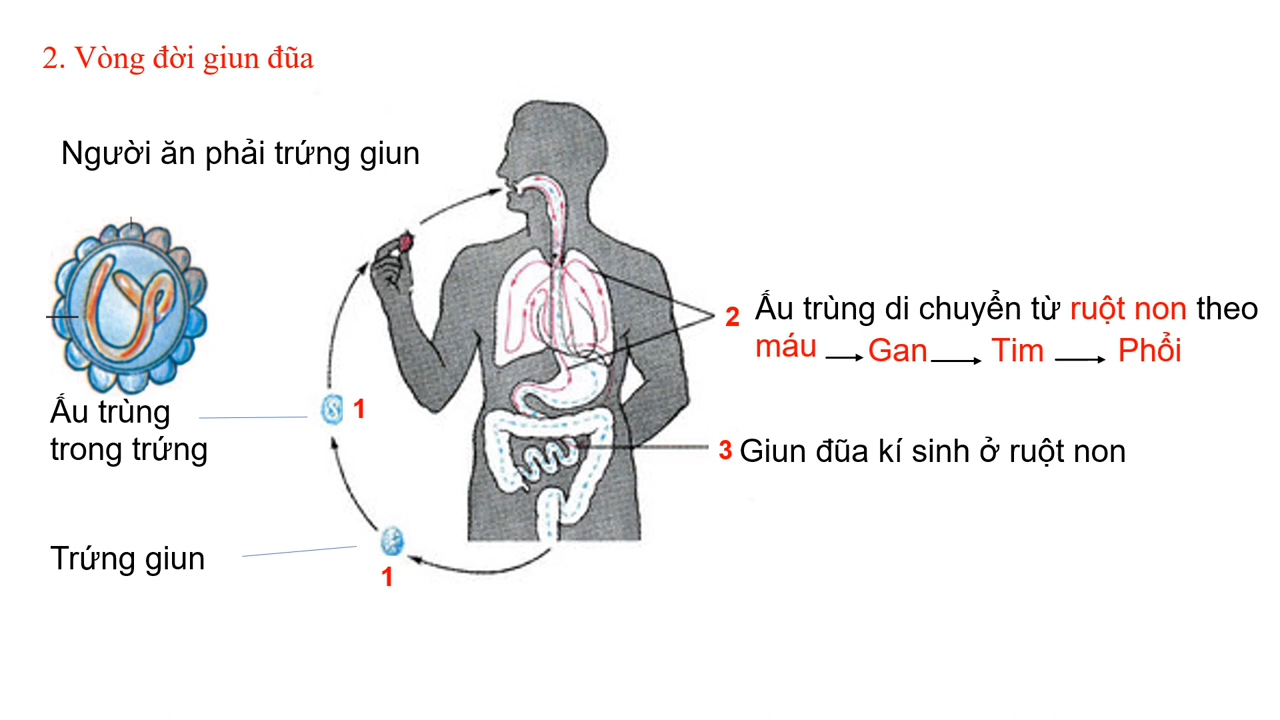 2. Vòng đời giun đũa
Người ăn phải trứng giun
2 Ấu trùng di chuyển từ ruột non theo
máu Gan Tim Phổi
Ấu trùng
trong trứng
1
3 Giun đũa kí sinh ở ruột non
Trứng giun
1